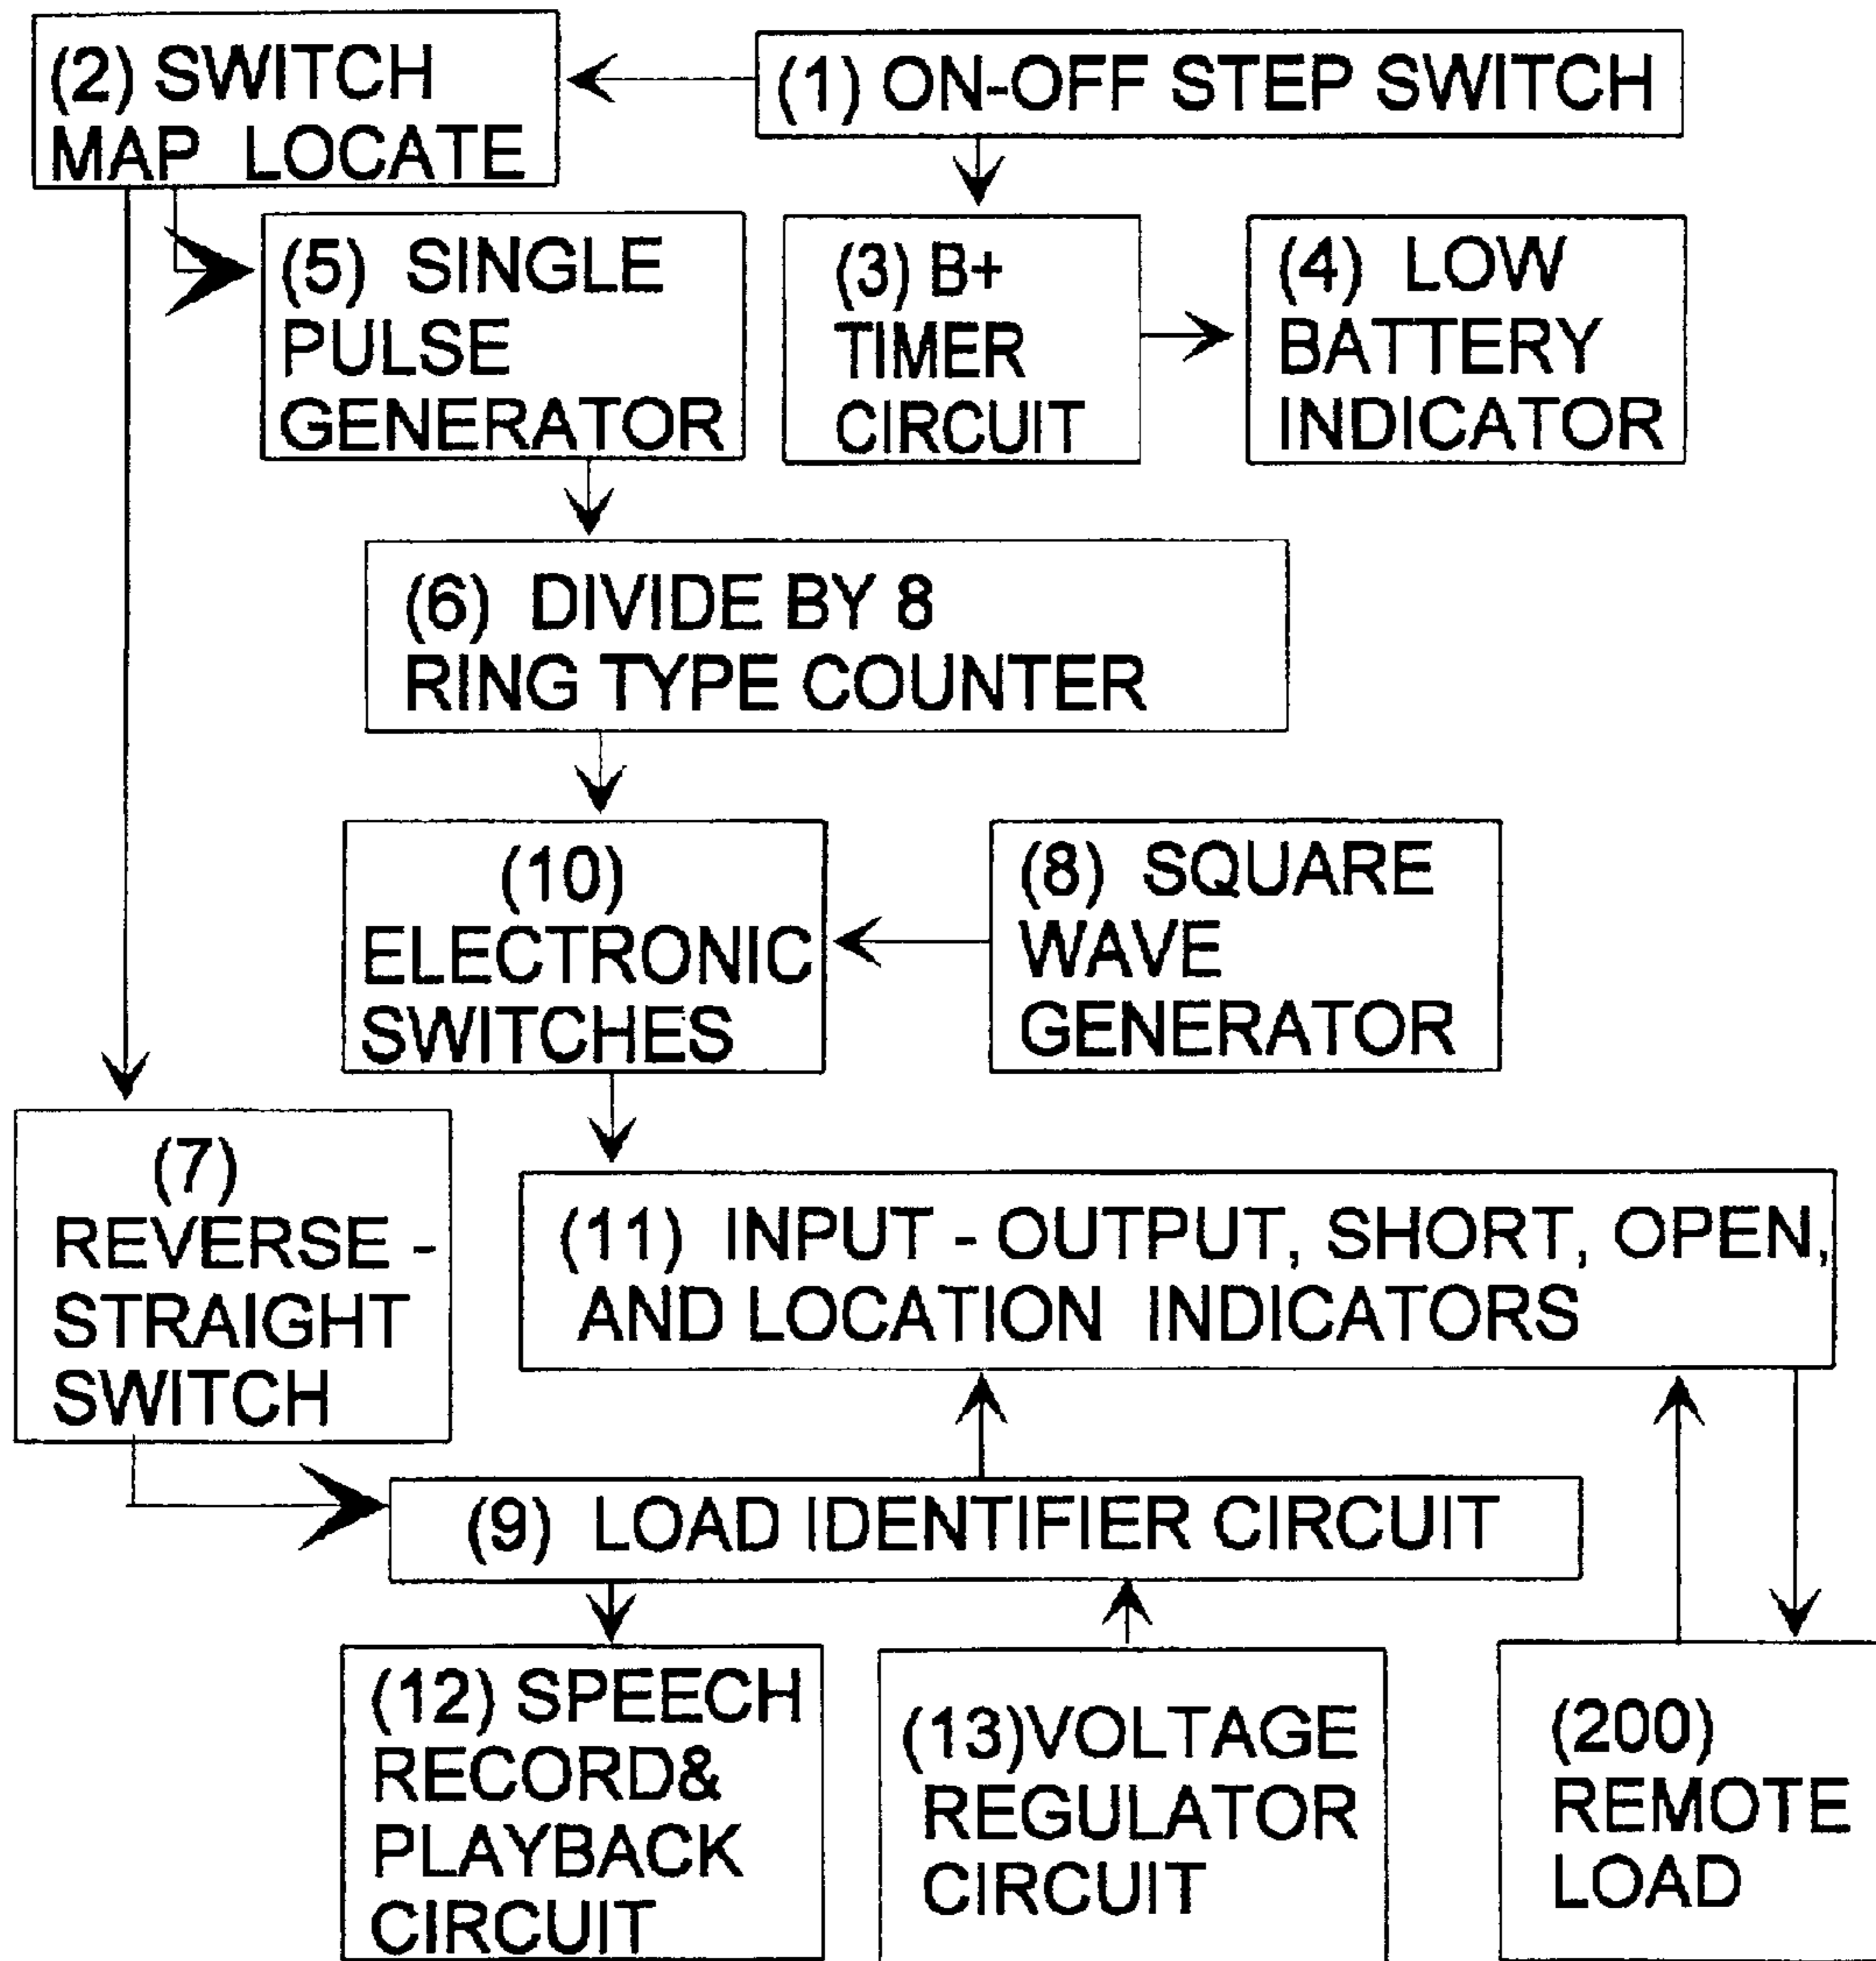 (2) SWITCH
MAP LOCATE
(1) ON-OFF STEP SWITCH
(5) SINGLE
PULSE
GENERATOR
(3) B+
TIMER
CIRCUIT
(4) LOW
BATTERY
INDICATOR
(6) DIVIDE BY 8
RING TYPE COUNTER
(10)
ELECTRONIC
SWITCHES
(8) SQUARE
WAVE
GENERATOR
(7)
REVERSE -
STRAIGHT
SWITCH
(11) INPUT - OUTPUT, SHORT, OPEN,
AND LOCATION INDICATORS
(9) LOAD IDENTIFIER CIRCUIT
(12) SPEECH
RECORD&
PLAYBACK
CIRCUIT
(13)VOLTAGE
REGULATOR
CIRCUIT
(200)
REMOTE
LOAD